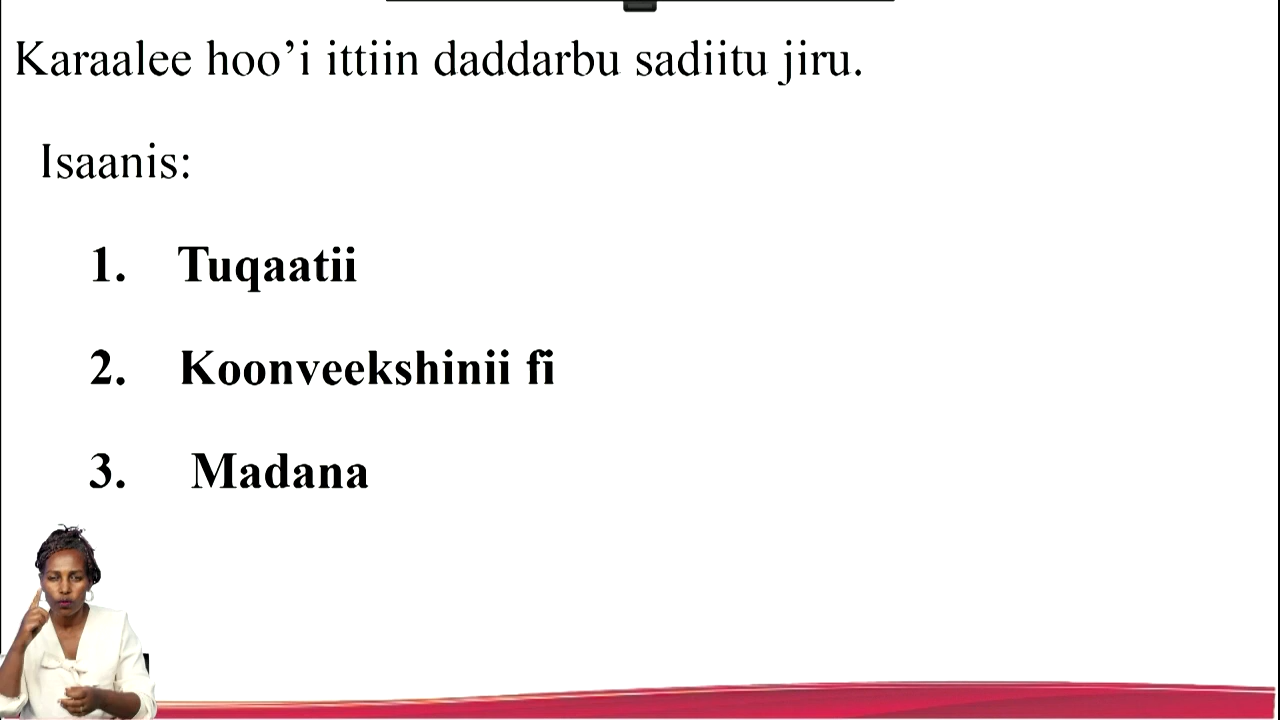 Karaalee hoo’i ittiin daddarbu sadiitu jiru.
Isaanis:
1. Tuqaatii
2. Koonveekshinii fi
3. Madana